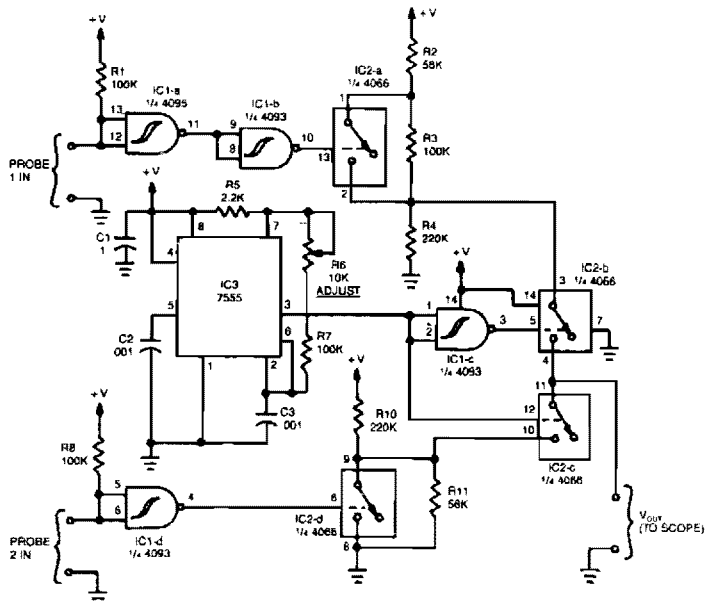 +V
R1
100K
13
12
IC1-a
1/4 4093
11
IC1-b
1/4 4093
9
8
10
IC2-a
1/4 4066
1
13
2
+V
R2
56K
R3
100K
R4
220K
PROBE
1 IN
+V
C1
.1
R5
2.2K
8
7
4
R6
10K
ADJUST
IC3
7555
5
3
6
1
2
C2
.001
R7
100K
C3
.001
+V
14
1
2
3
IC1-c
1/4 4093
14
5
3
IC2-b
1/4 4066
7
4
11
12
10
IC2-c
1/4 4066
+V
R10
220K
9
6
8
IC2-d
1/4 4066
R11
56K
+V
R8
100K
5
6
4
IC1-d
1/4 4093
PROBE
2 IN
VOUT
(TO SCOPE)